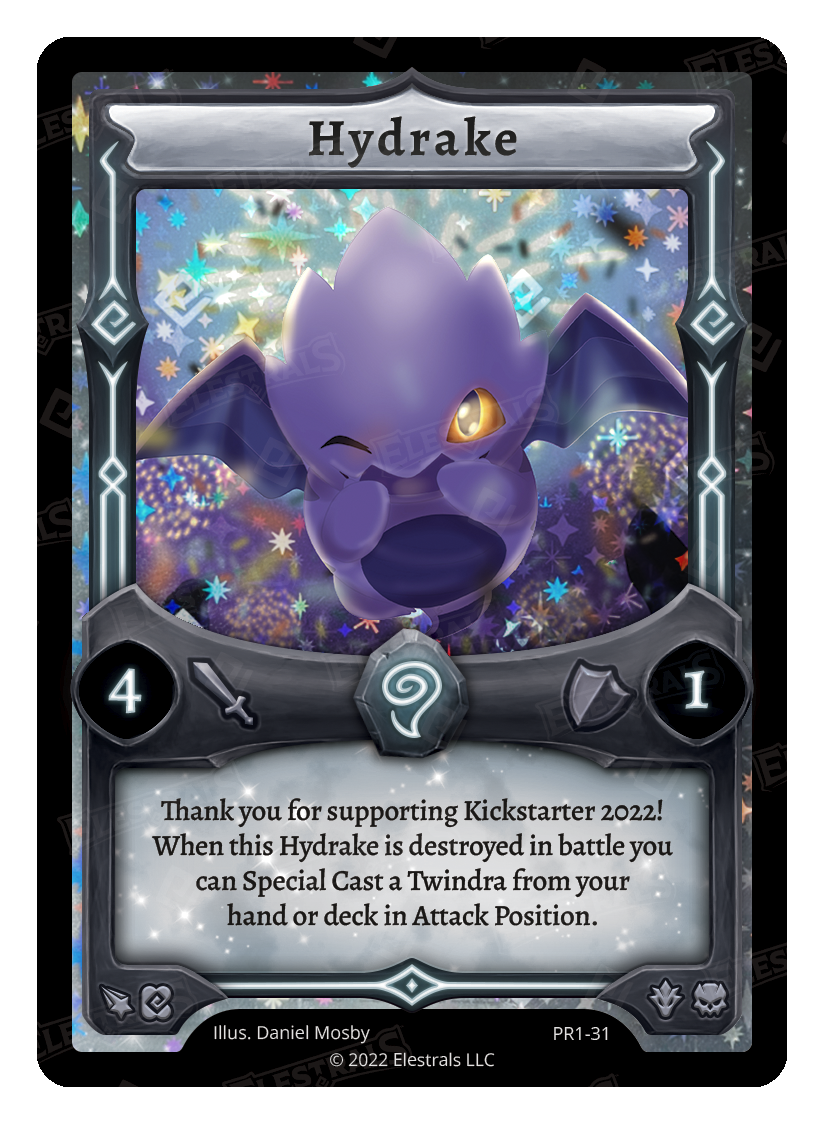 Hydrake
4
1
Thank you for supporting Kickstarter 2022!
When this Hydrake is destroyed in battle you
can Special Cast a Twindra from your
hand or deck in Attack Position.
Illus. Daniel Mosby
PR1-31
© 2022 Elestrals LLC
ELESTRALS